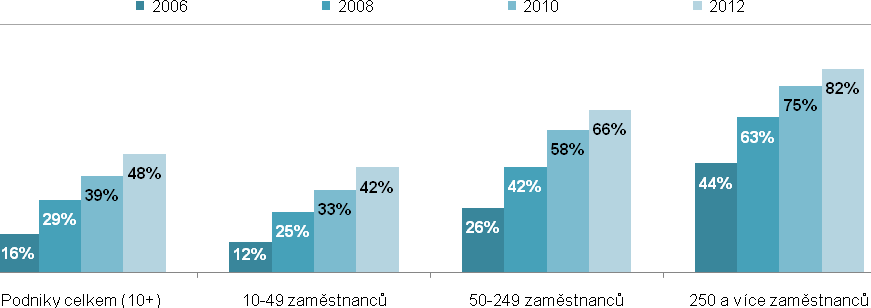 2006 2008 2010 2012
16% 29% 39% 48% 12% 25% 33% 42% 26% 42% 58% 66% 44% 63% 75% 82%
Podniky celkem (10+) 10-49 zaměstnanců 50-249 zaměstnanců 250 a více zaměstnanců